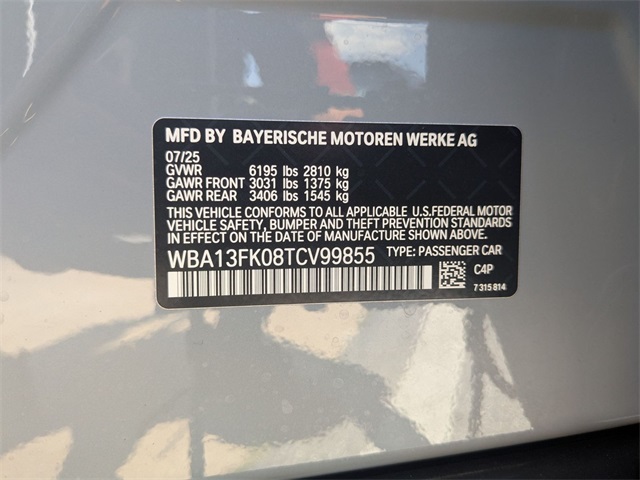 MFD BY BAYERISCHE MOTOREN WERKE AG
07/25
GVWR 6195 lbs 2810 kg
GAWR FRONT 3031 lbs 1375 kg
GAWR REAR 3406 lbs 1545 kg
THIS VEHICLE CONFORMS TO ALL APPLICABLE U.S.FEDERAL MOTOR
VEHICLE SAFETY, BUMPER, AND THEFT PREVENTION STANDARDS
IN EFFECT ON THE DATE OF MANUFACTURE SHOWN ABOVE.
WBA13FK08TCV99855 TYPE: PASSENGER CAR
C4P
7 315 814